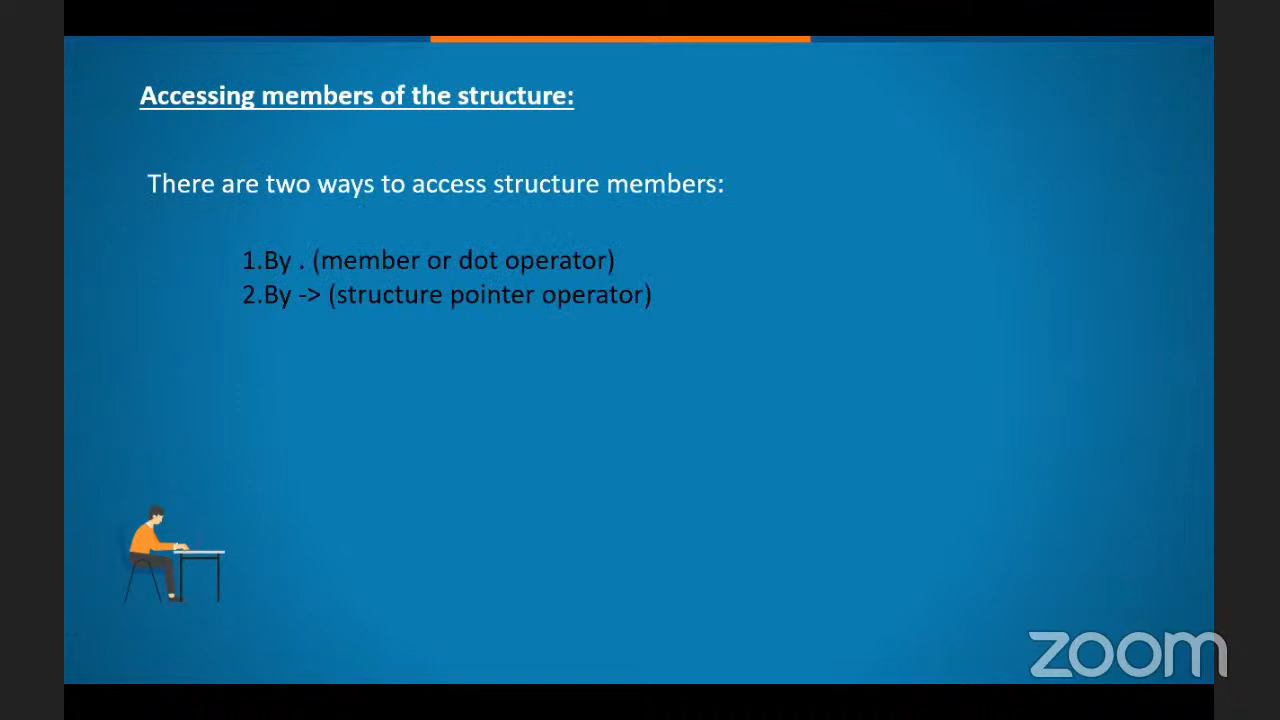 Accessing members of the structure:
There are two ways to access structure members:
1.By . (member or dot operator)
2.By -> (structure pointer operator)
zoom